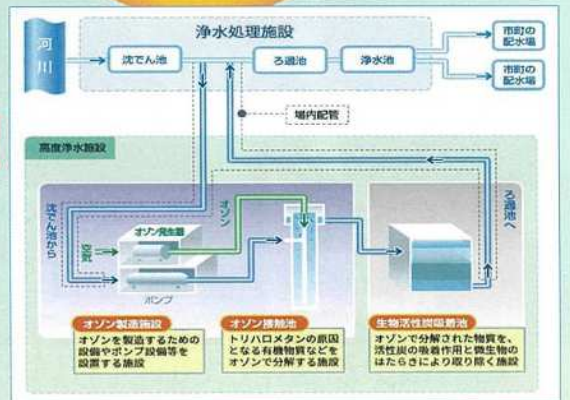 浄水処理施設
河川
沈でん池
ろ過池
浄水池
市町の
配水場
市町の
配水場
場内配管
高度浄水施設
沈でん池から
空気
オゾン発生器
オゾン
ポンプ
ろ過池へ
オゾン製造施設
オゾンを製造するための
設備やポンプ設備等を
設置する施設
オゾン接触池
トリハロメタンの原因
となる有機物質などを
オゾンで分解する施設
生物活性炭吸着池
オゾンで分解された物質を、
活性炭の吸着作用と微生物の
はたらきにより取り除く施設